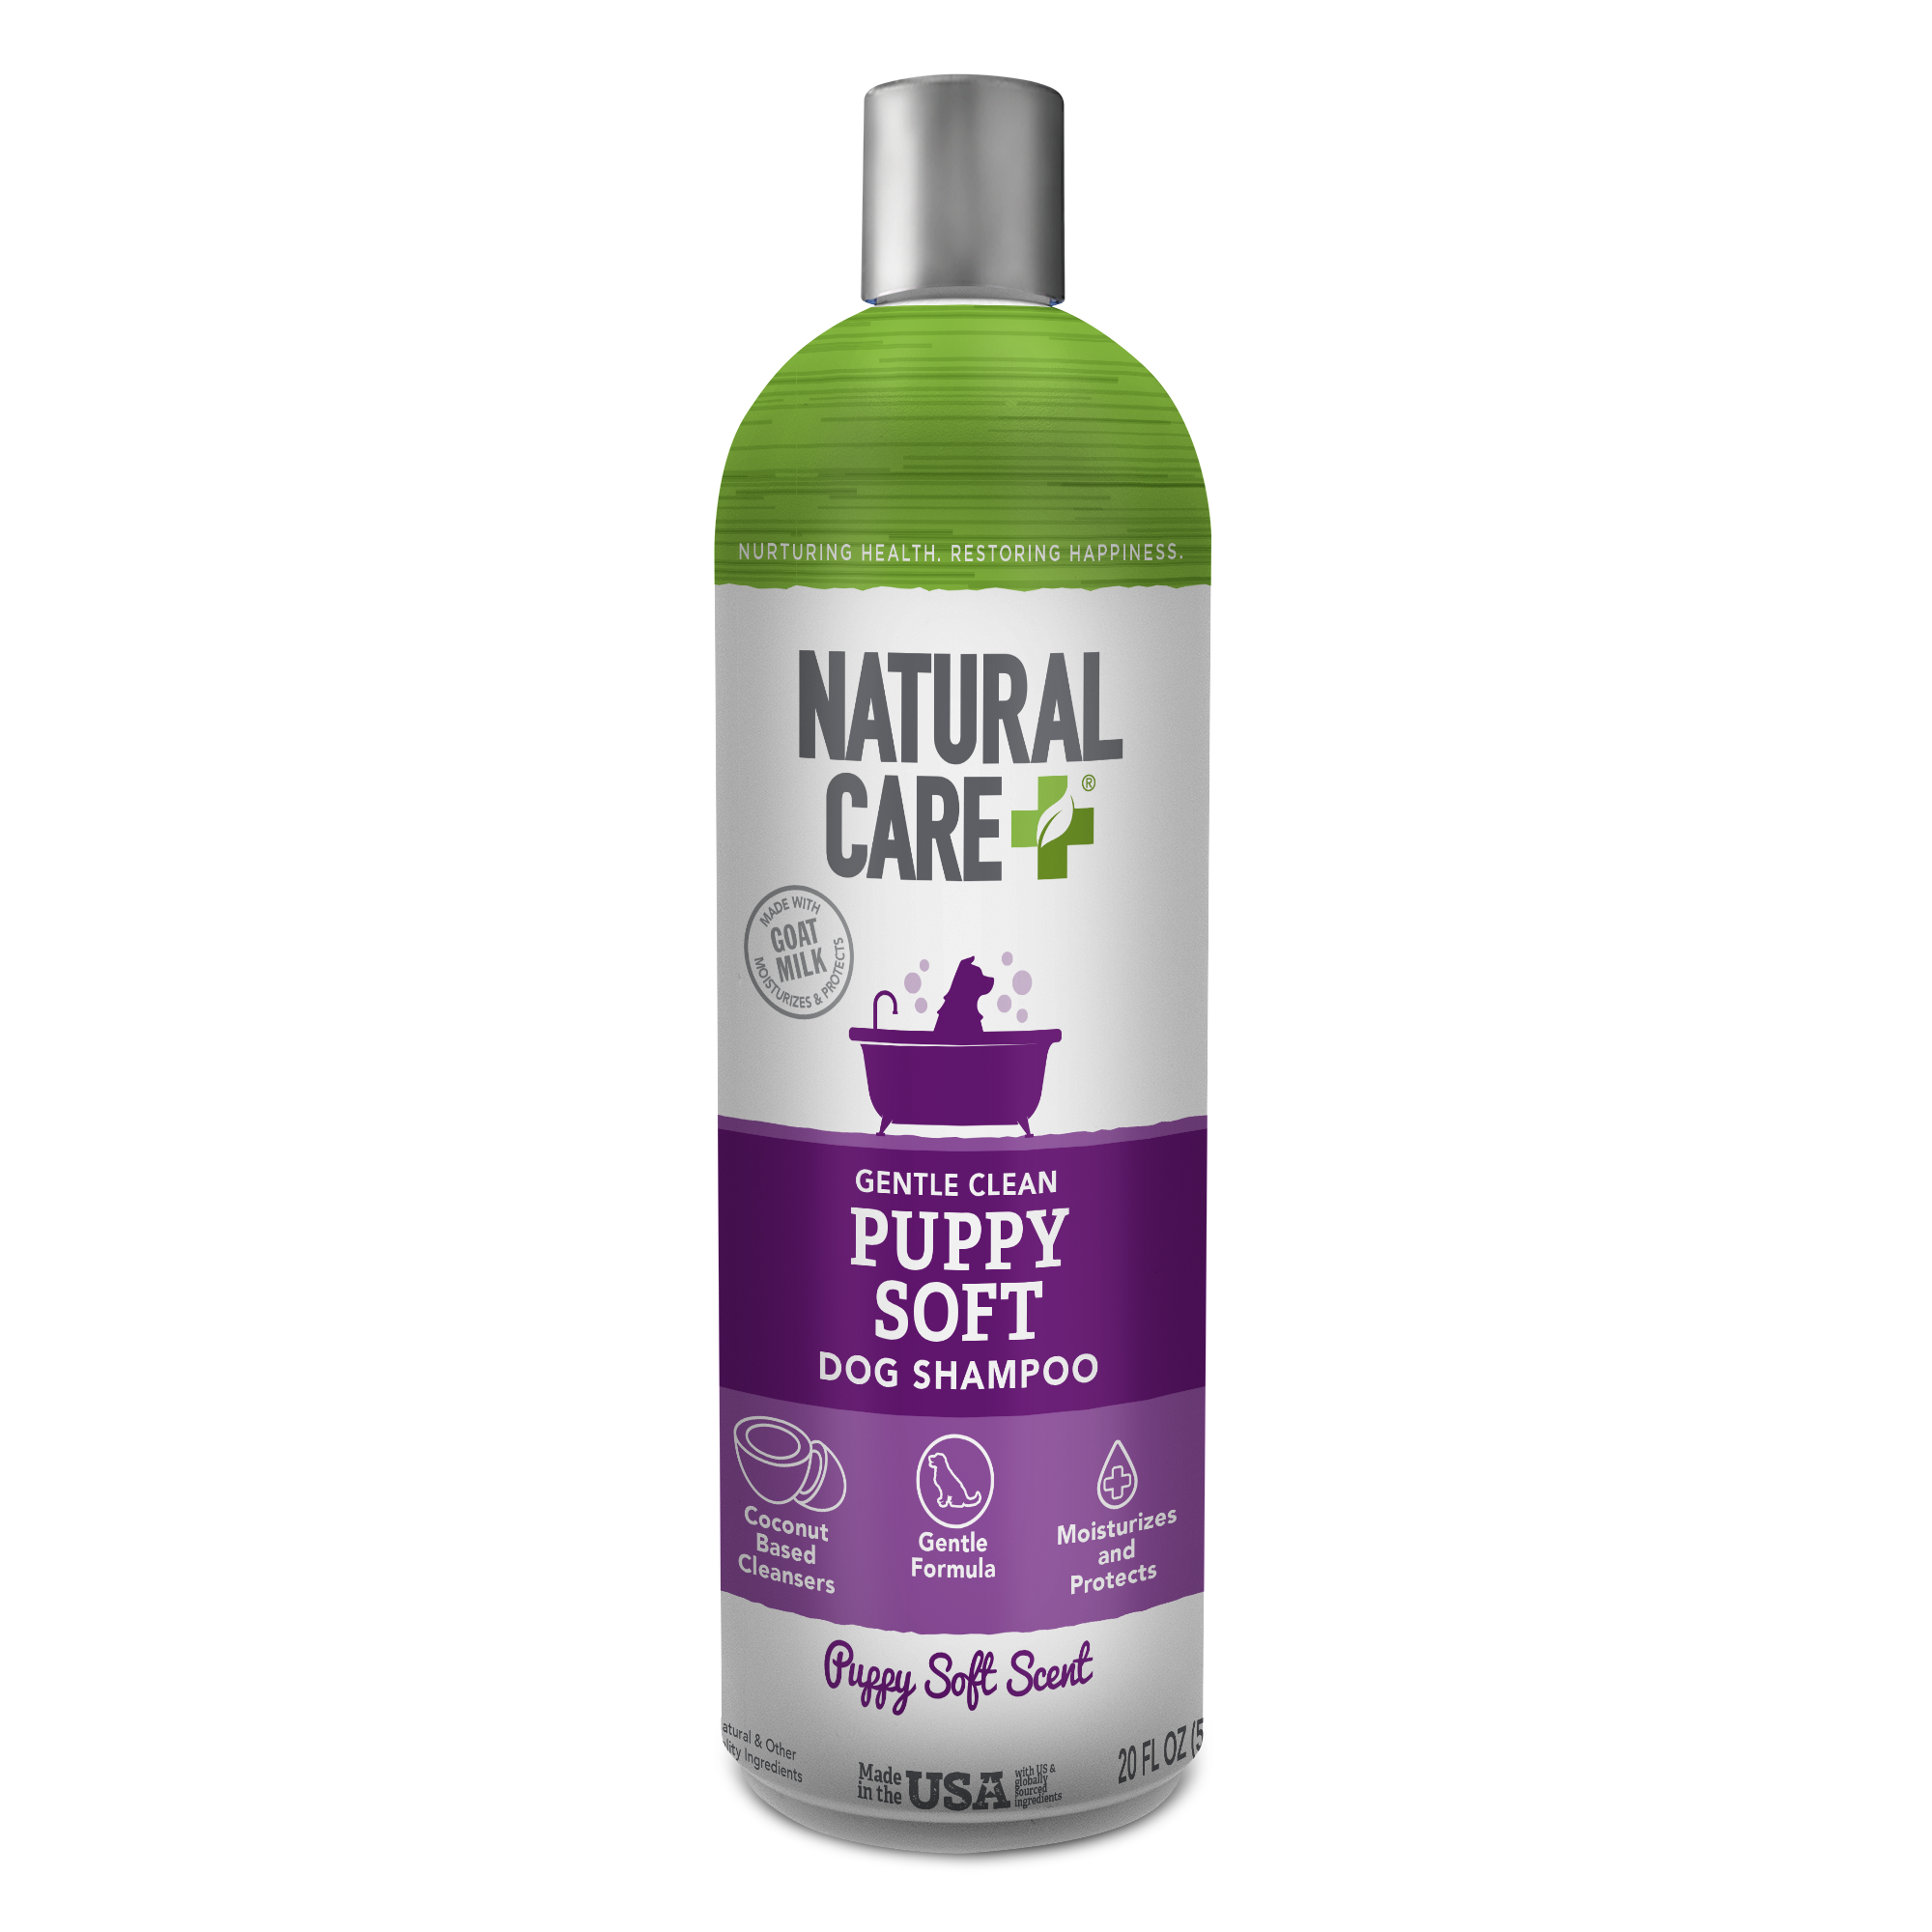 NURTURING HEALTH. RESTORING HAPPINESS.
NATURAL
CARE ®
MADE WITH
GOAT
MILK
MOISTURIZES & PROTECTS
GENTLE CLEAN
PUPPY
SOFT
DOG SHAMPOO
Coconut
Based
Cleansers
Gentle
Formula
Moisturizes
and
Protects
Puppy Soft Scent
& Other
Ingredients
Made
in the
USA
with US &
globally
sourced
ingredients
20 FL OZ